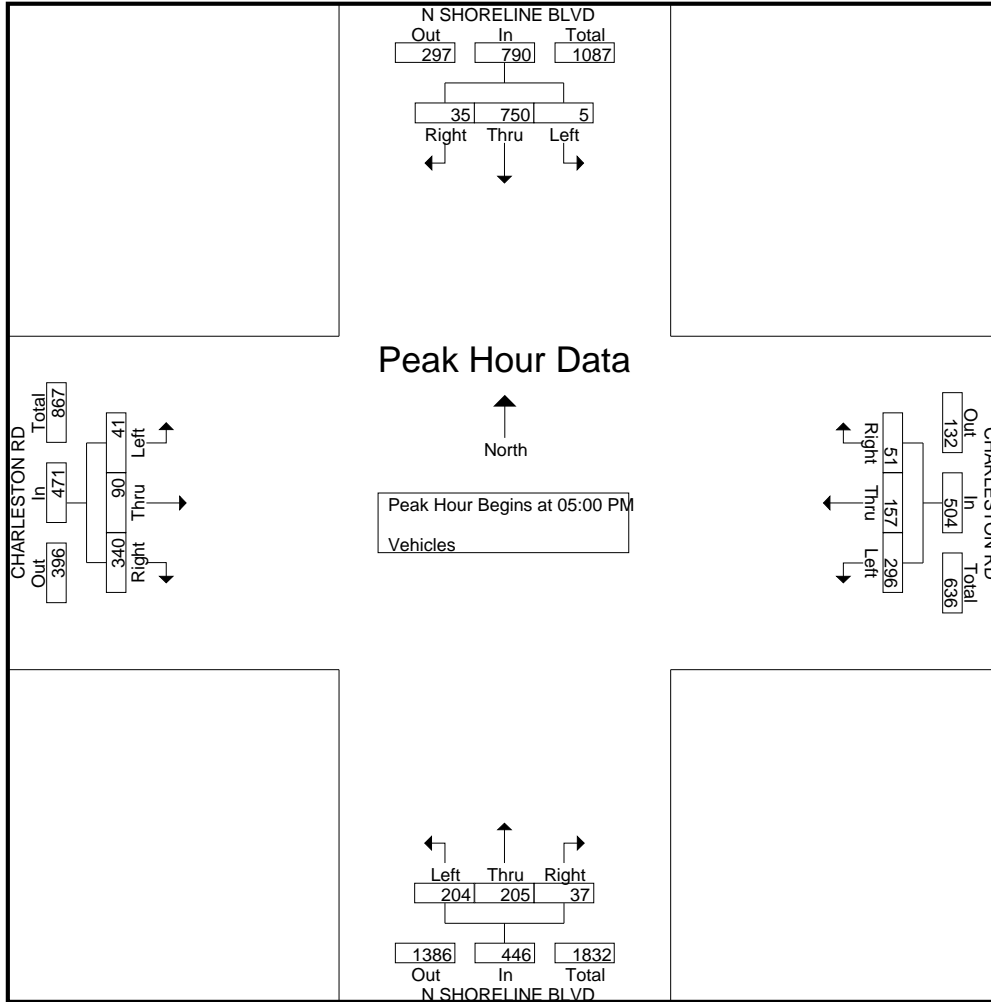 N SHORELINE BLVD
Out In Total
297 790 1087
35 750 5
Right Thru Left
Peak Hour Data
North
Peak Hour Begins at 05:00 PM
Vehicles
CHARLESTON RD
Out In Total
396 471 867
41 90 340
Left Thru Right
CHARLESTON RD
Out In Total
132 504 636
51 157 296
Right Thru Left
Left Thru Right
204 205 37
1386 446 1832
Out In Total
N SHORELINE BLVD